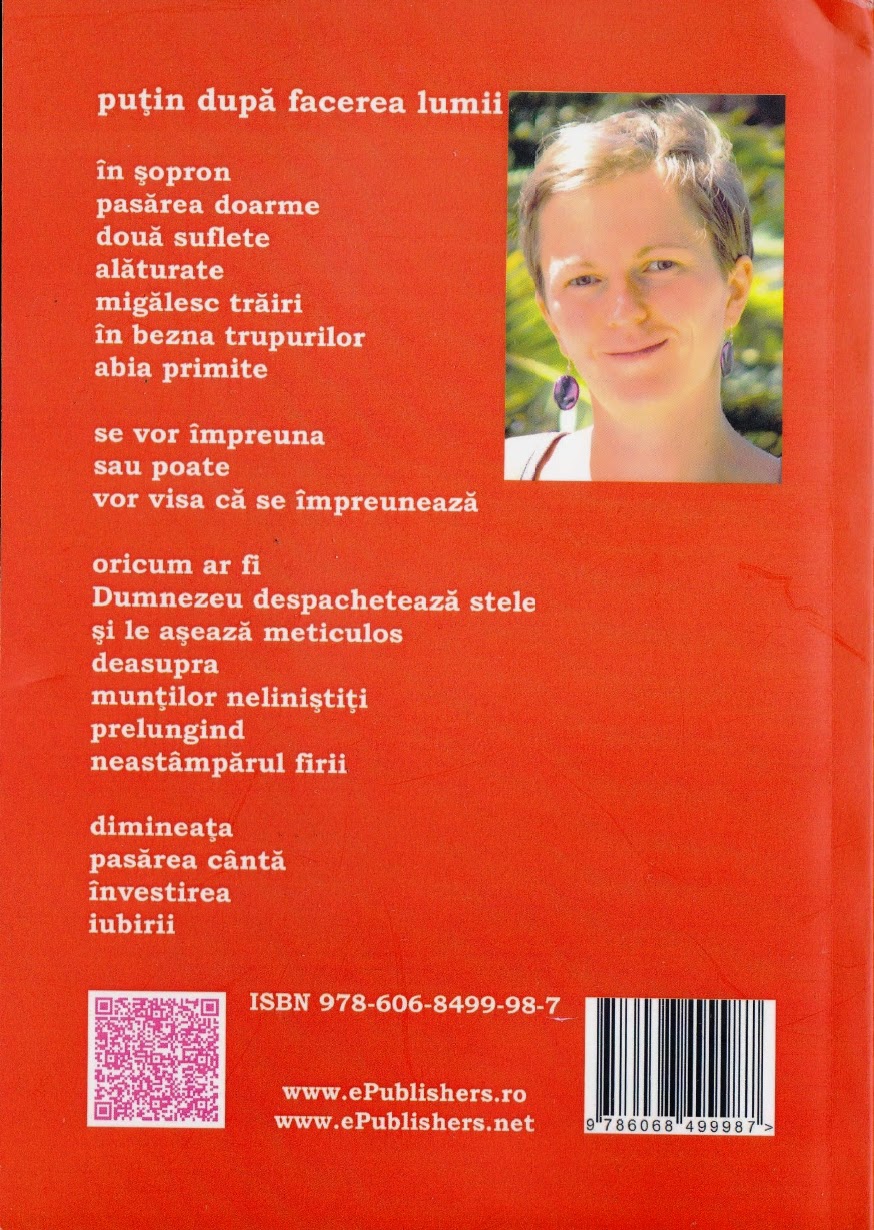 puţin după facerea lumii
în şopron
pasărea doarme
două suflete
alăturate
migălesc trăiri
în bezna trupurilor
abia primite
se vor împreuna
sau poate
vor visa că se împreunează
oricum ar fi
Dumnezeu despachetează stele
şi le aşează meticulos
deasupra
munţilor neliniştiţi
prelungind
neastâmpărul firii
dimineaţa
pasărea cântă
învestirea
iubirii
ISBN 978-606-8499-98-7
www.ePublishers.ro
www.ePublishers.net
9 786068 499987 >